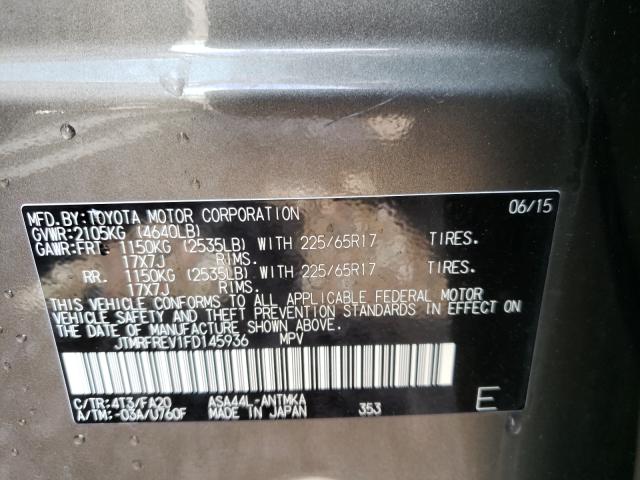 MFD.BY:TOYOTA MOTOR CORPORATION 06/15
GVWR:2105KG (4640LB)
GAWR:FRT. 1150KG (2535LB) WITH 225/65R17 TIRES.
17X7J RIMS.
RR. 1150KG (2535LB) WITH 225/65R17 TIRES.
17X7J RIMS.
THIS VEHICLE CONFORMS TO ALL APPLICABLE FEDERAL MOTOR
VEHICLE SAFETY AND THEFT PREVENTION STANDARDS IN EFFECT ON
THE DATE OF MANUFACTURE SHOWN ABOVE.
JTMRFREV1FD145936 MPV
C/TR:4T3/FA20 ASA44L-ANTMKA
A/TM:-03A/U760F MADE IN JAPAN 353 E